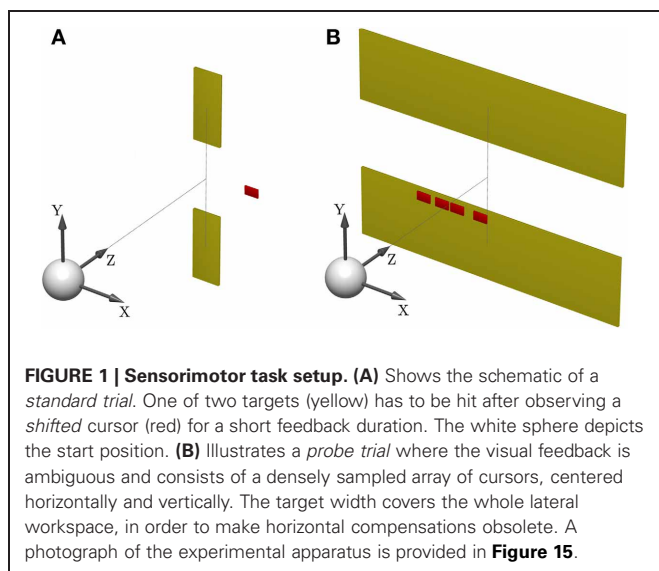 A
B
Y
Z
X
Y
Z
X
FIGURE 1 | Sensorimotor task setup. (A) Shows the schematic of a
standard trial. One of two targets (yellow) has to be hit after observing a
shifted cursor (red) for a short feedback duration. The white sphere depicts
the start position. (B) Illustrates a probe trial where the visual feedback is
ambiguous and consists of a densely sampled array of cursors, centered
horizontally and vertically. The target width covers the whole lateral
workspace, in order to make horizontal compensations obsolete. A
photograph of the experimental apparatus is provided in Figure 15.